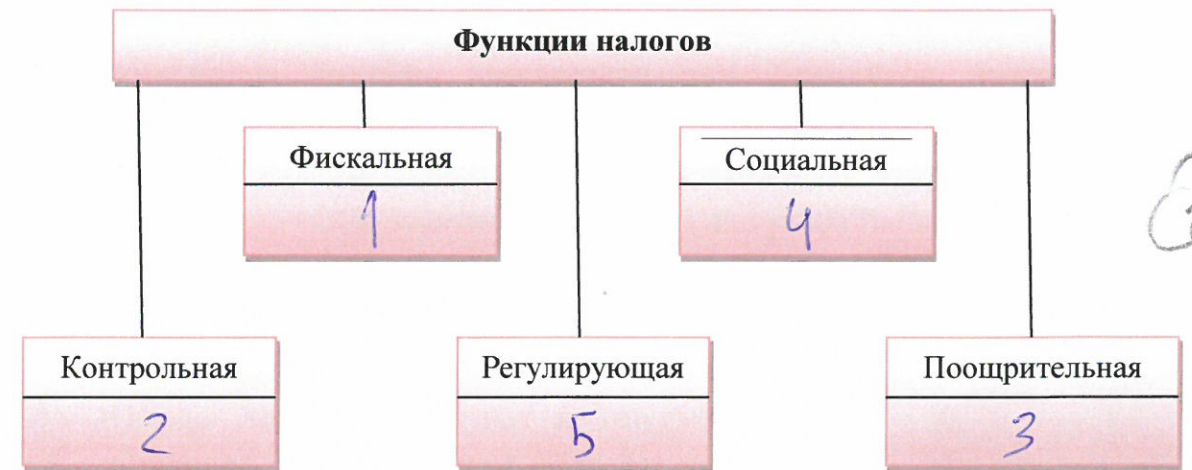 Функции налогов
Фискальная
1
Социальная
4
Контрольная
2
Регулирующая
5
Поощрительная
3